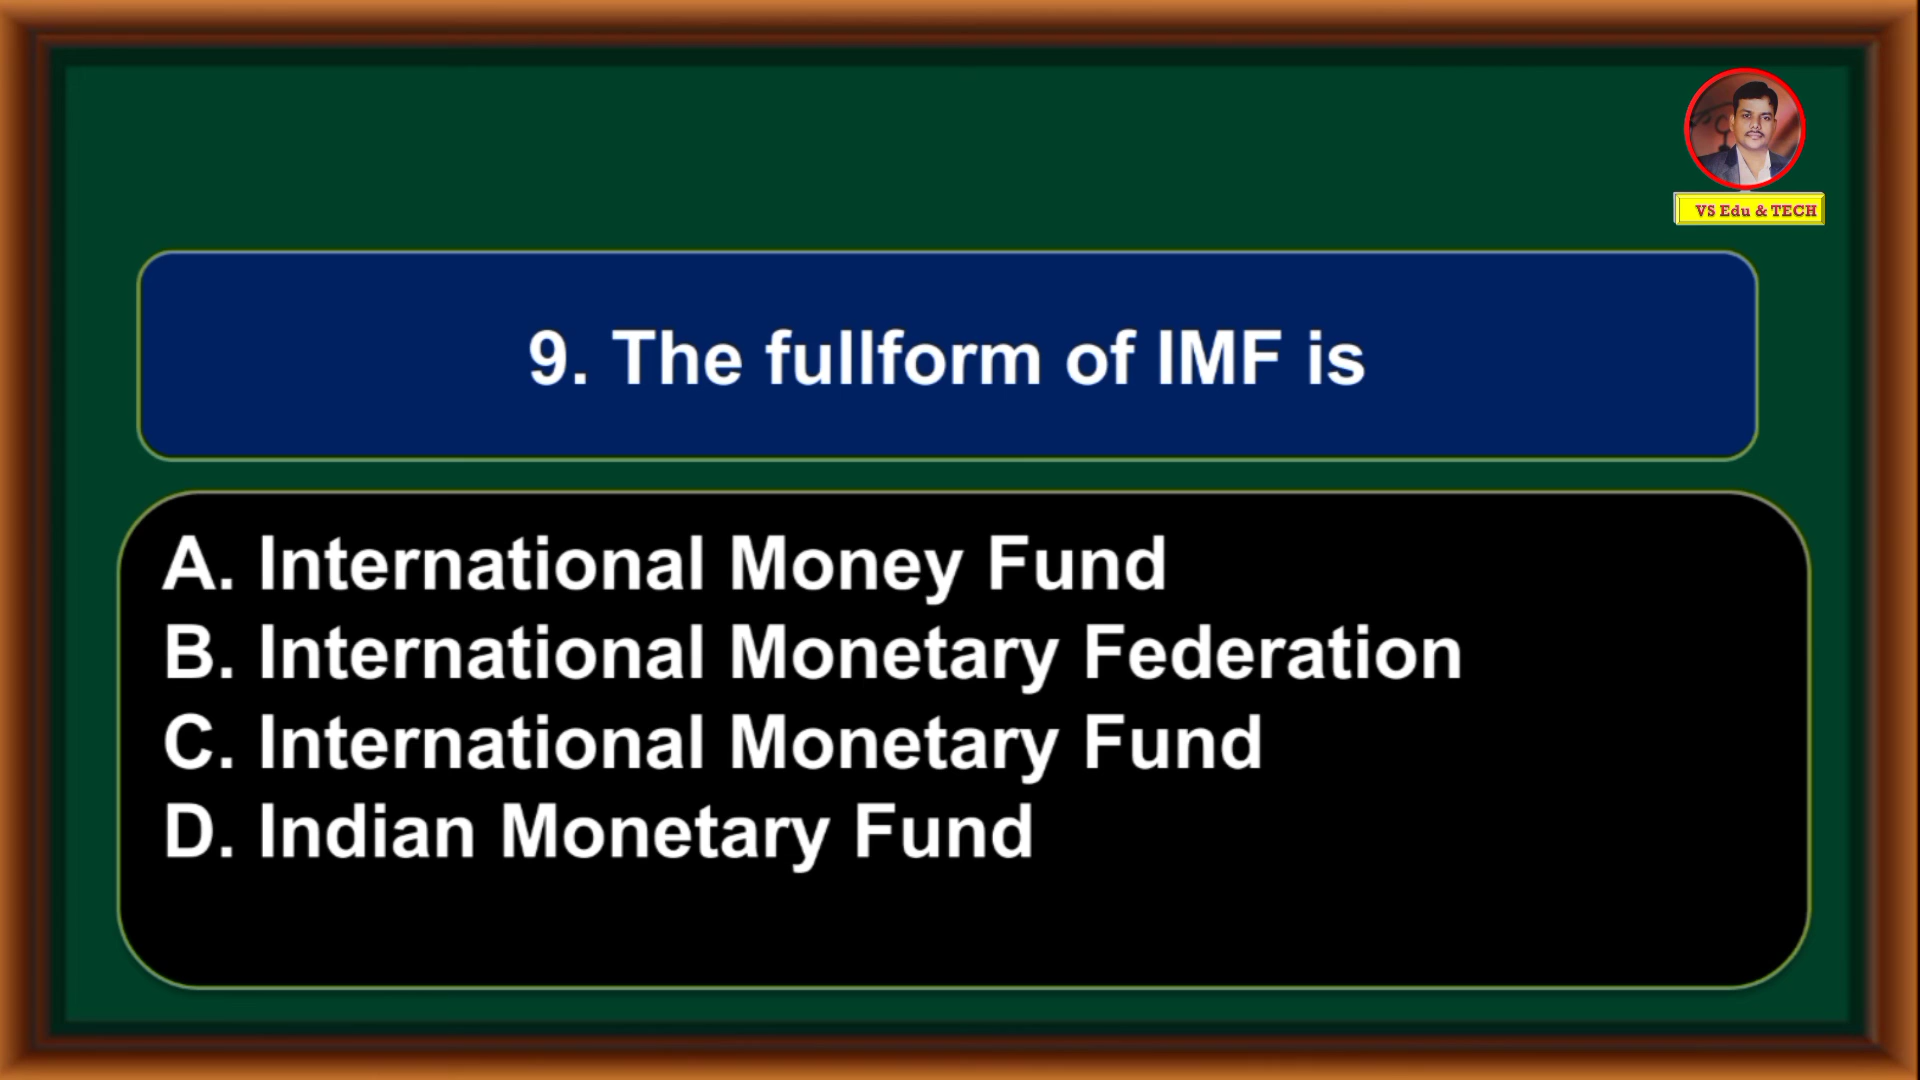 VS Edu & TECH
9. The fullform of IMF is
A. International Money Fund
B. International Monetary Federation
C. International Monetary Fund
D. Indian Monetary Fund